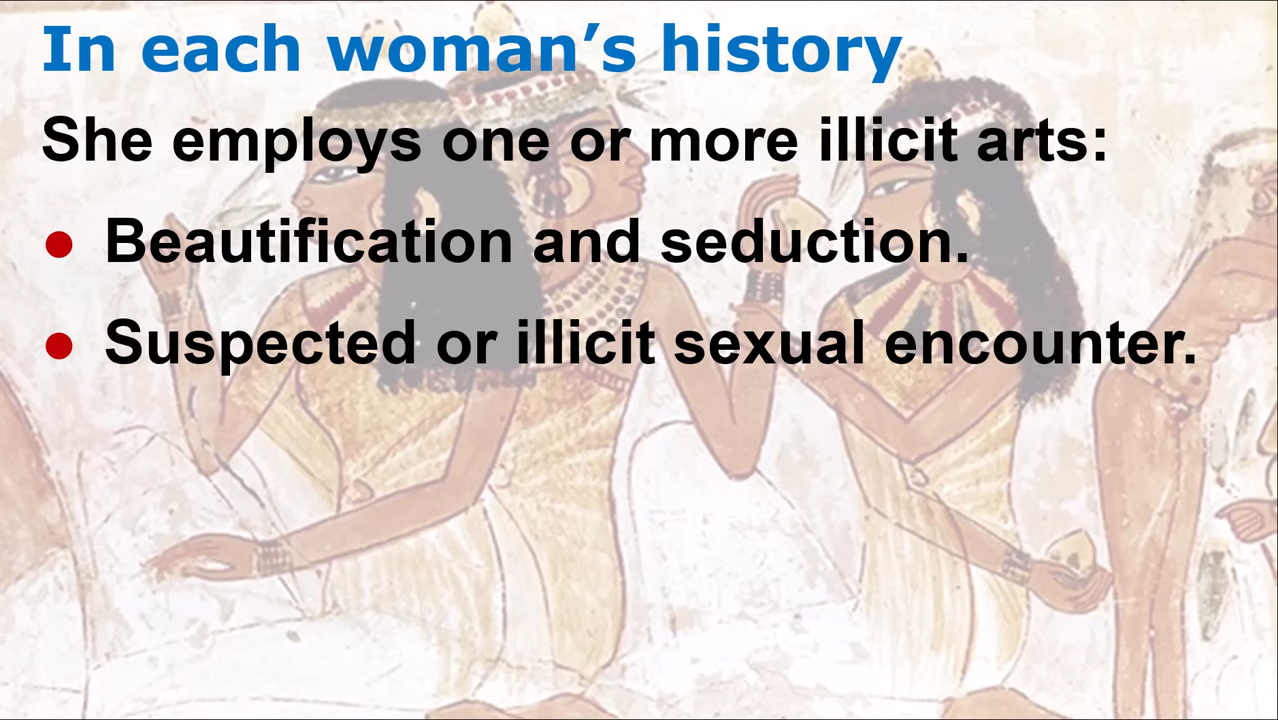 In each woman’s history
She employs one or more illicit arts:
● Beautification and seduction.
● Suspected or illicit sexual encounter.